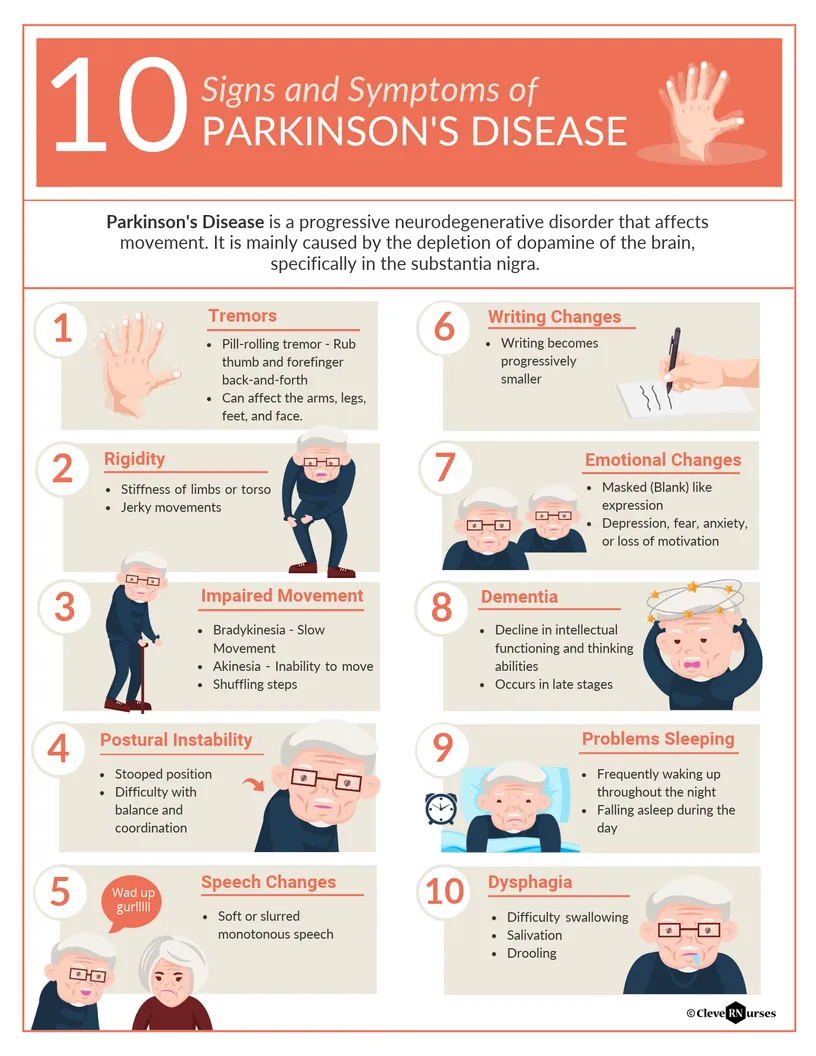 10
Signs and Symptoms of
PARKINSON'S DISEASE
Parkinson's Disease is a progressive neurodegenerative disorder that affects
movement. It is mainly caused by the depletion of dopamine of the brain,
specifically in the substantia nigra.
1
Tremors
• Pill-rolling tremor - Rub
thumb and forefinger
back-and-forth
• Can affect the arms, legs,
feet, and face.
2
Rigidity
• Stiffness of limbs or torso
• Jerky movements
3
Impaired Movement
• Bradykinesia - Slow
Movement
• Akinesia - Inability to move
• Shuffling steps
4
Postural Instability
• Stooped position
• Difficulty with
balance and
coordination
5
Wad up
gurlllll
Speech Changes
• Soft or slurred
monotonous speech
6
Writing Changes
• Writing becomes
progressively
smaller
7
Emotional Changes
• Masked (Blank) like
expression
• Depression, fear, anxiety,
or loss of motivation
8
Dementia
• Decline in intellectual
functioning and thinking
abilities
• Occurs in late stages
9
Problems Sleeping
• Frequently waking up
throughout the night
• Falling asleep during the
day
10
Dysphagia
• Difficulty swallowing
• Salivation
• Drooling
©CleveRNurses